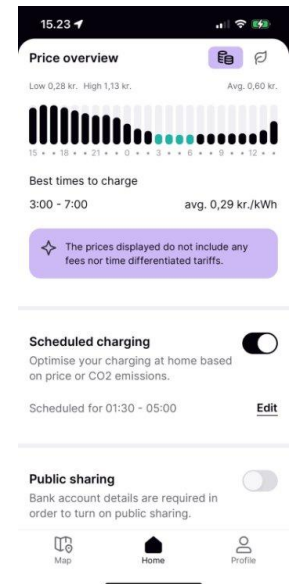 15.23
Price overview
Low 0,28 kr. High 1,13 kr. Avg. 0,60 kr.
15 • • 18 • • 21 • • 0 • • 3 • • 6 • • 9 • • 12 • •
Best times to charge
3:00 - 7:00 avg. 0,29 kr./kWh
The prices displayed do not include any
fees nor time differentiated tariffs.
Scheduled charging
Optimise your charging at home based
on price or CO2 emissions.
Scheduled for 01:30 - 05:00 Edit
Public sharing
Bank account details are required in
order to turn on public sharing.
Map Home Profile